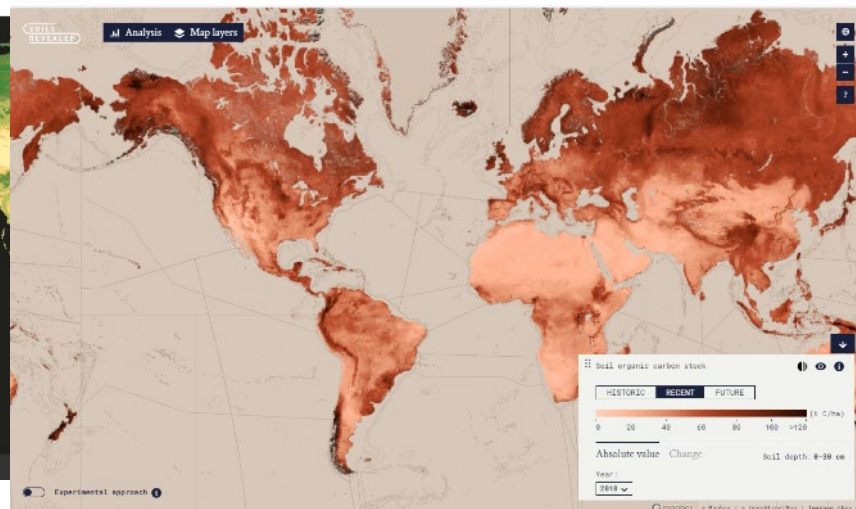 SOILS
REVEALED
Analysis Map layers
+
−
?
Soil organic carbon stock
HISTORIC RECENT FUTURE
(t C/ha)
0 20 40 60 80 100 >120
Absolute value Change
Soil depth: 0-30 cm
Year:
2018
Experimental approach